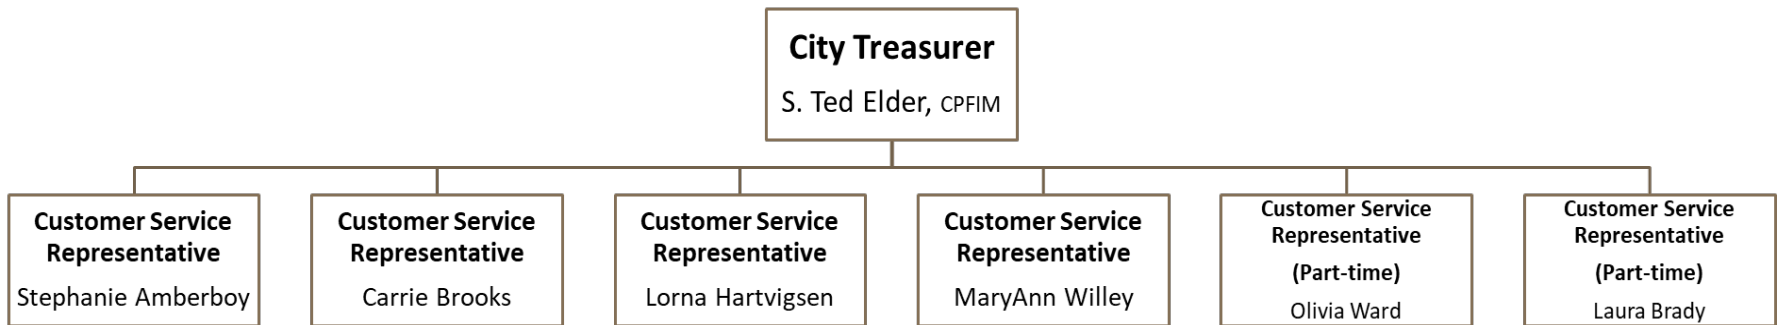 City Treasurer
S. Ted Elder, CPFIM
Customer Service
Representative
Stephanie Amberboy
Customer Service
Representative
Carrie Brooks
Customer Service
Representative
Lorna Hartvigsen
Customer Service
Representative
MaryAnn Willey
Customer Service
Representative
(Part-time)
Olivia Ward
Customer Service
Representative
(Part-time)
Laura Brady